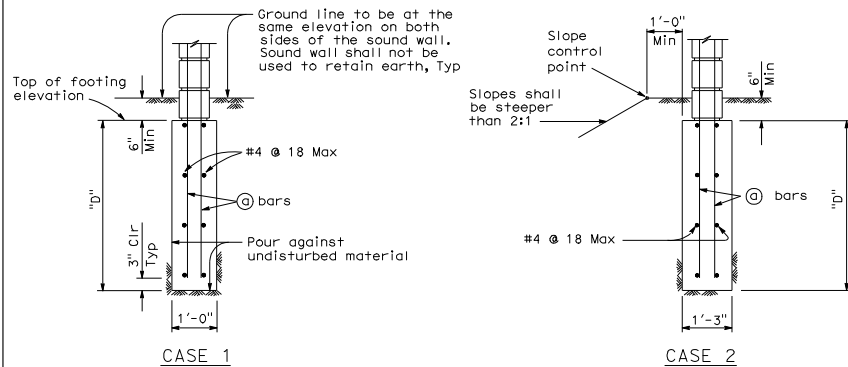 Ground line to be at the
same elevation on both
sides of the sound wall.
Sound wall shall not be
used to retain earth, Typ
Top of footing
elevation
6"
Min
#4 @ 18 Max
a bars
"D"
3" Clr
Typ
Pour against
undisturbed material
1'-0"
CASE 1
1'-0"
Min
Slope
control
point
6"
Min
Slopes shall
be steeper
than 2:1
a bars
"D"
#4 @ 18 Max
1'-3"
CASE 2